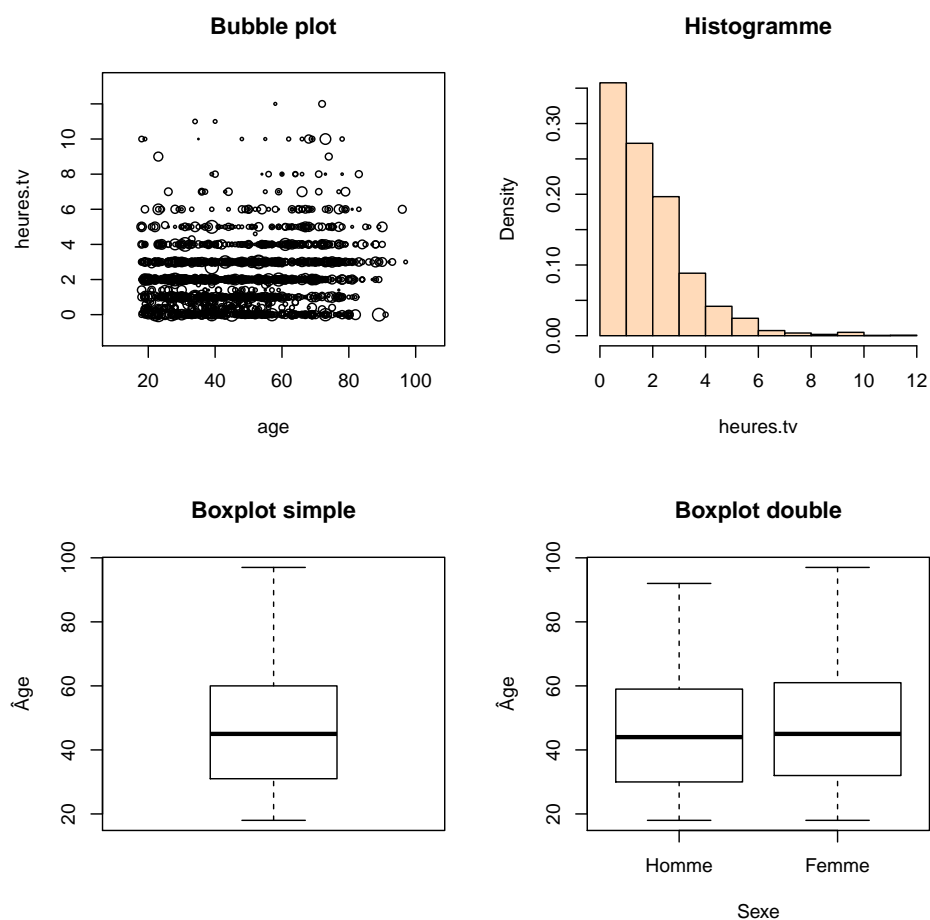 Bubble plot
heures.tv
0 2 4 6 8 10
20 40 60 80 100
age
Histogramme
Density
0.00 0.10 0.20 0.30
0 2 4 6 8 10 12
heures.tv
Boxplot simple
Âge
20 40 60 80 100
Boxplot double
Âge
20 40 60 80 100
Homme Femme
Sexe